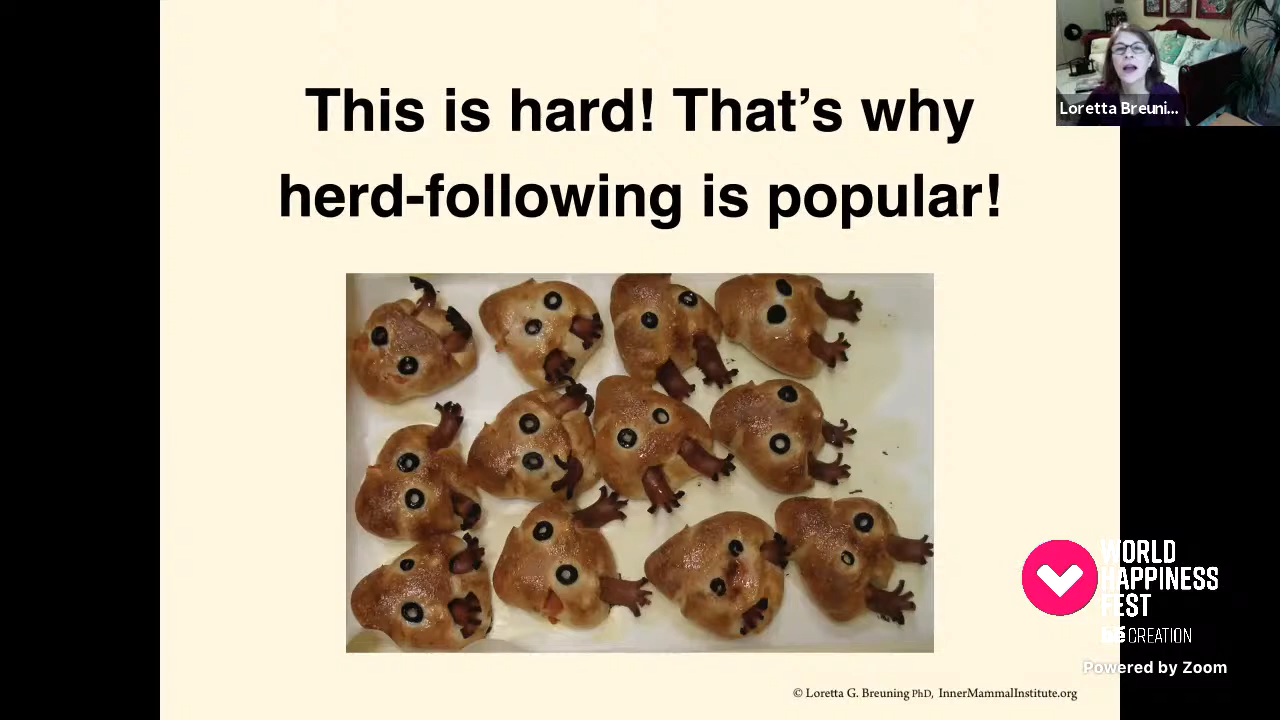 This is hard! That's why
herd-following is popular!
Loretta Breuni...
WORLD
HAPPINESS
FEST
CREATION
Powered by Zoom
© Loretta G. Breuning PhD, InnerMammalInstitute.org